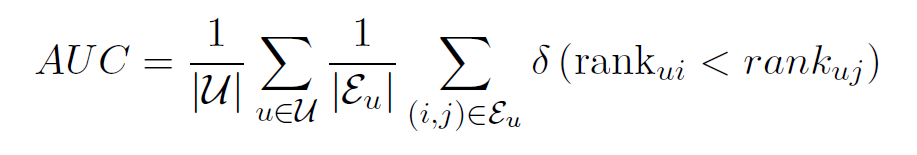 AUC = \frac{1}{|\mathcal{U}|} \sum_{u \in \mathcal{U}} \frac{1}{|\mathcal{E}_u|} \sum_{(i,j) \in \mathcal{E}_u} \delta \left( \mathrm{rank}_{ui} < rank_{uj} \right)